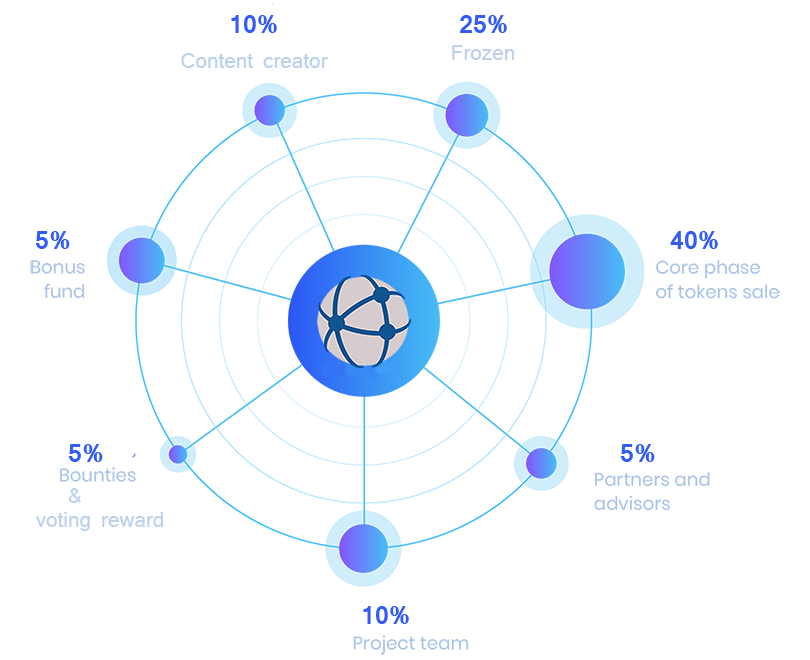 10%
Content creator
25%
Frozen
40%
Core phase
of tokens sale
5%
Partners and
advisors
10%
Project team
5%
Bounties
&
voting reward
5%
Bonus
fund